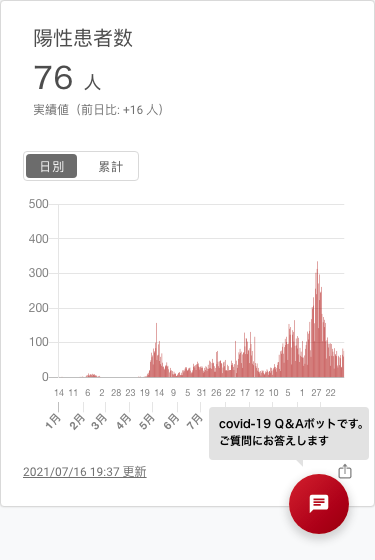 陽性患者数
76 人
実績値（前日比: +16 人）
日別 累計
500
400
300
200
100
0
14 11 6 2 28 23 19 14 9 5 31 26 22 17 12 10 5 1 27 22
1月 2月 3月 4月 5月 6月 7月
covid-19 Q&Aボットです。
ご質問にお答えします
2021/07/16 19:37 更新